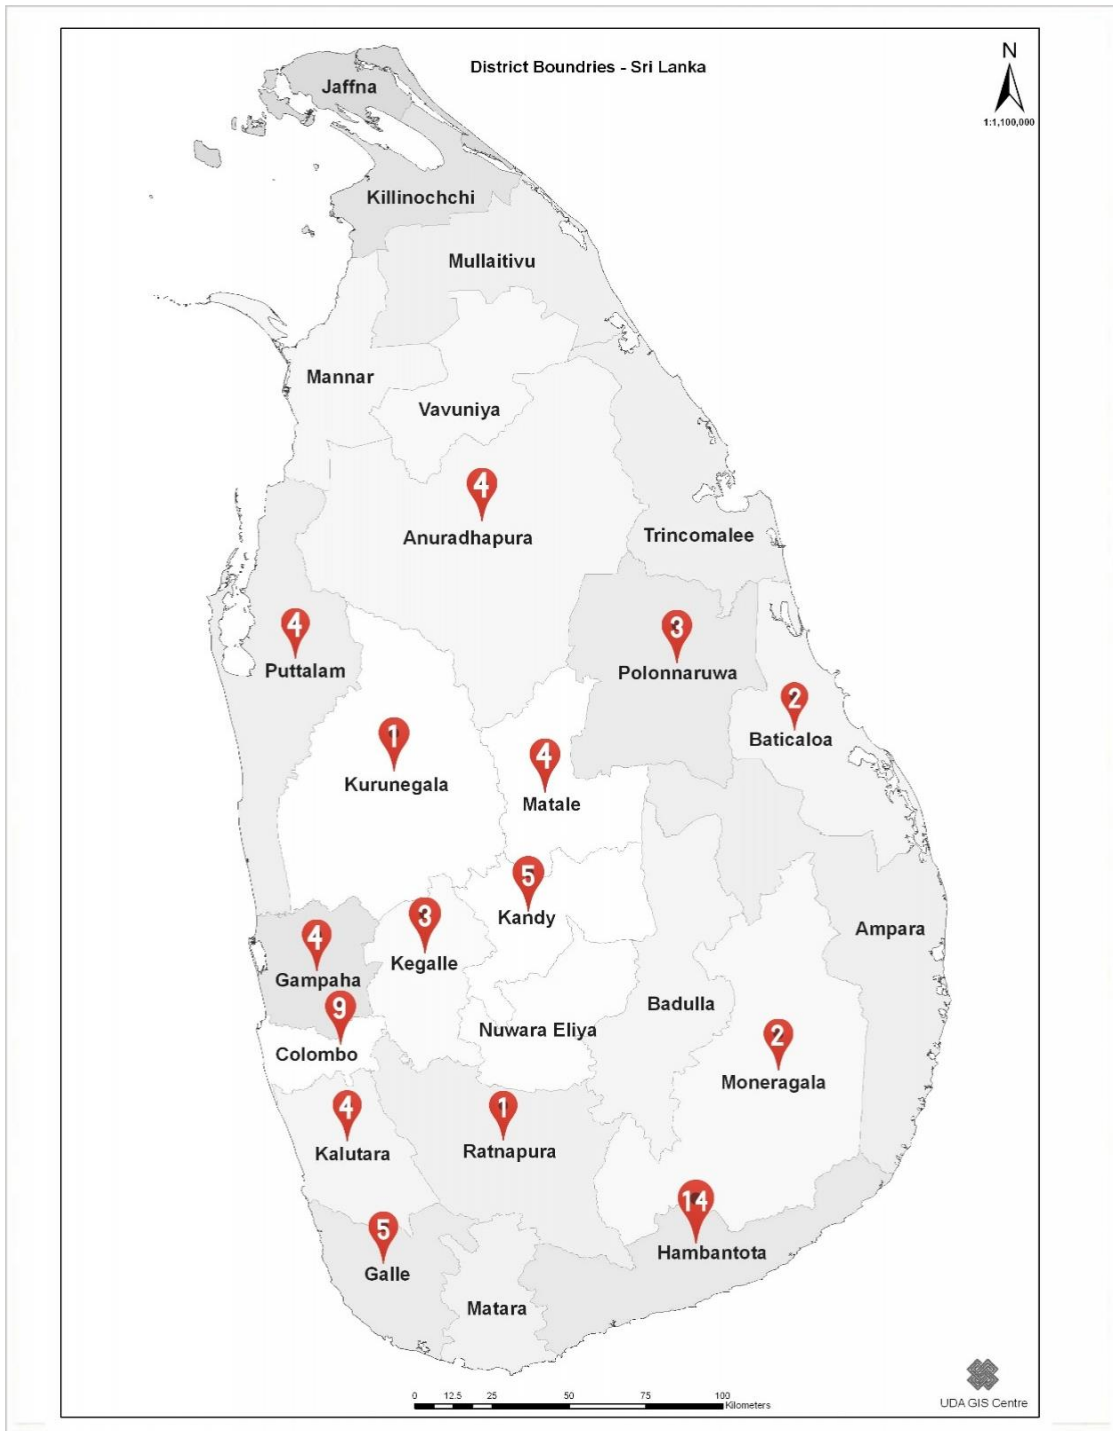 District Boundries - Sri Lanka
N
1:1,100,000
Jaffna
Killinochchi
Mullaitivu
Mannar
Vavuniya
4
Anuradhapura
Trincomalee
4
Puttalam
3
Polonnaruwa
2
Baticaloa
1
Kurunegala
4
Matale
5
Kandy
3
Kegalle
Ampara
4
Gampaha
9
Colombo
Nuwara Eliya
Badulla
2
Moneragala
4
Kalutara
1
Ratnapura
14
Hambantota
5
Galle
Matara
0 12.5 25 50 75 100
Kilometers
UDA GIS Centre